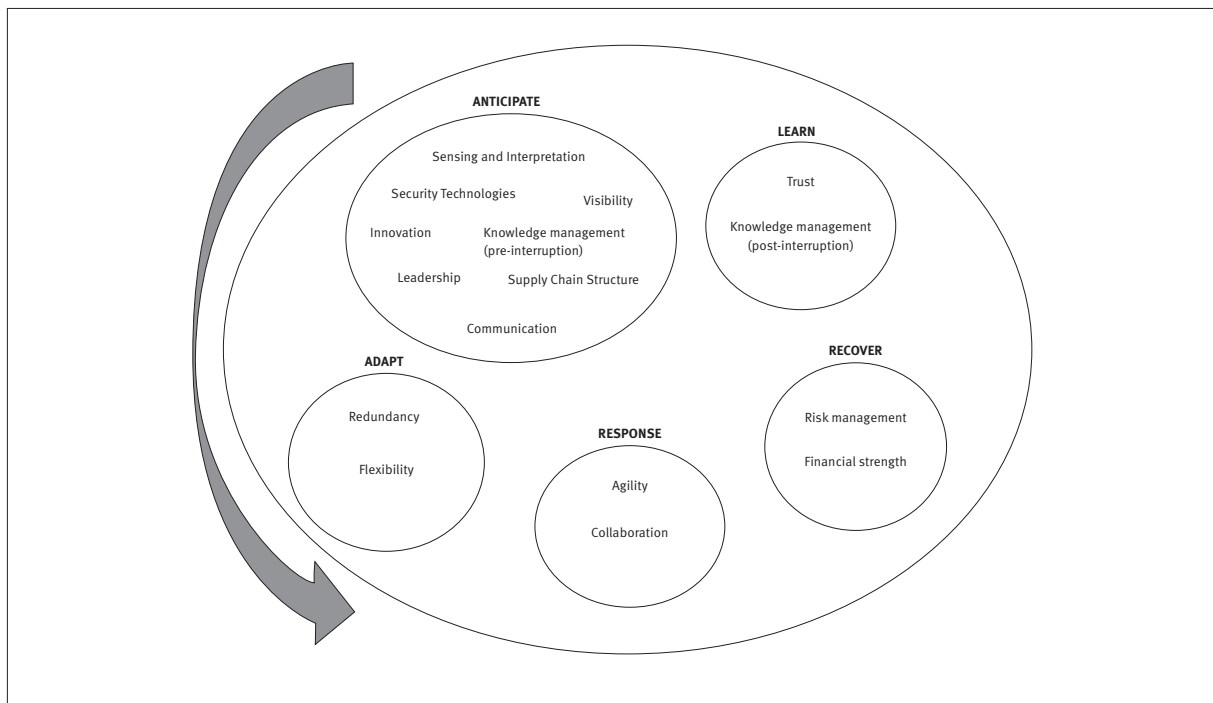 ANTICIPATE
Sensing and Interpretation
Security Technologies
Visibility
Innovation
Knowledge management
(pre-interruption)
Leadership
Supply Chain Structure
Communication
LEARN
Trust
Knowledge management
(post-interruption)
ADAPT
Redundancy
Flexibility
RESPONSE
Agility
Collaboration
RECOVER
Risk management
Financial strength